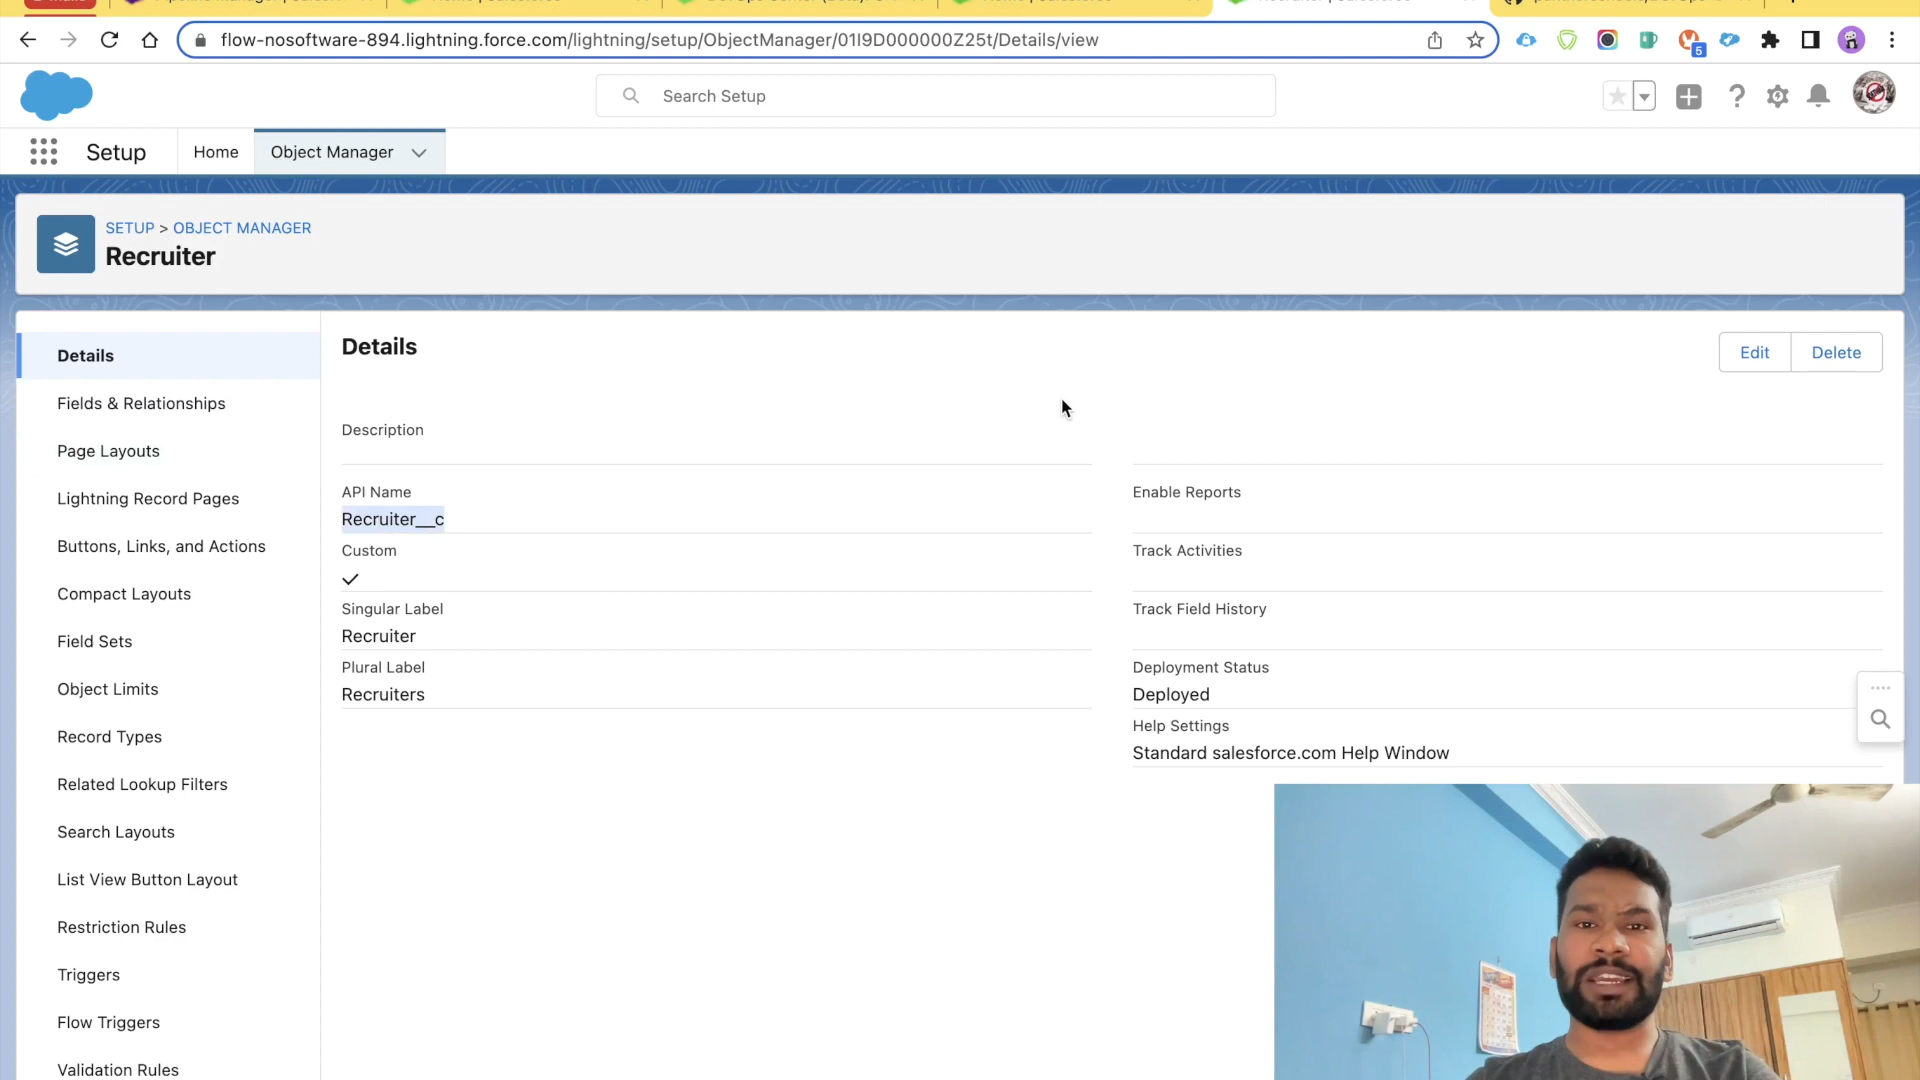 flow-nosoftware-894.lightning.force.com/lightning/setup/ObjectManager/01I9D000000Z25t/Details/view
5
Search Setup
Setup
Home
Object Manager
SETUP > OBJECT MANAGER
Recruiter
Details
Fields & Relationships
Page Layouts
Lightning Record Pages
Buttons, Links, and Actions
Compact Layouts
Field Sets
Object Limits
Record Types
Related Lookup Filters
Search Layouts
List View Button Layout
Restriction Rules
Triggers
Flow Triggers
Validation Rules
Details
Edit
Delete
Description
API Name
Recruiter__c
Custom
Singular Label
Recruiter
Plural Label
Recruiters
Enable Reports
Track Activities
Track Field History
Deployment Status
Deployed
Help Settings
Standard salesforce.com Help Window